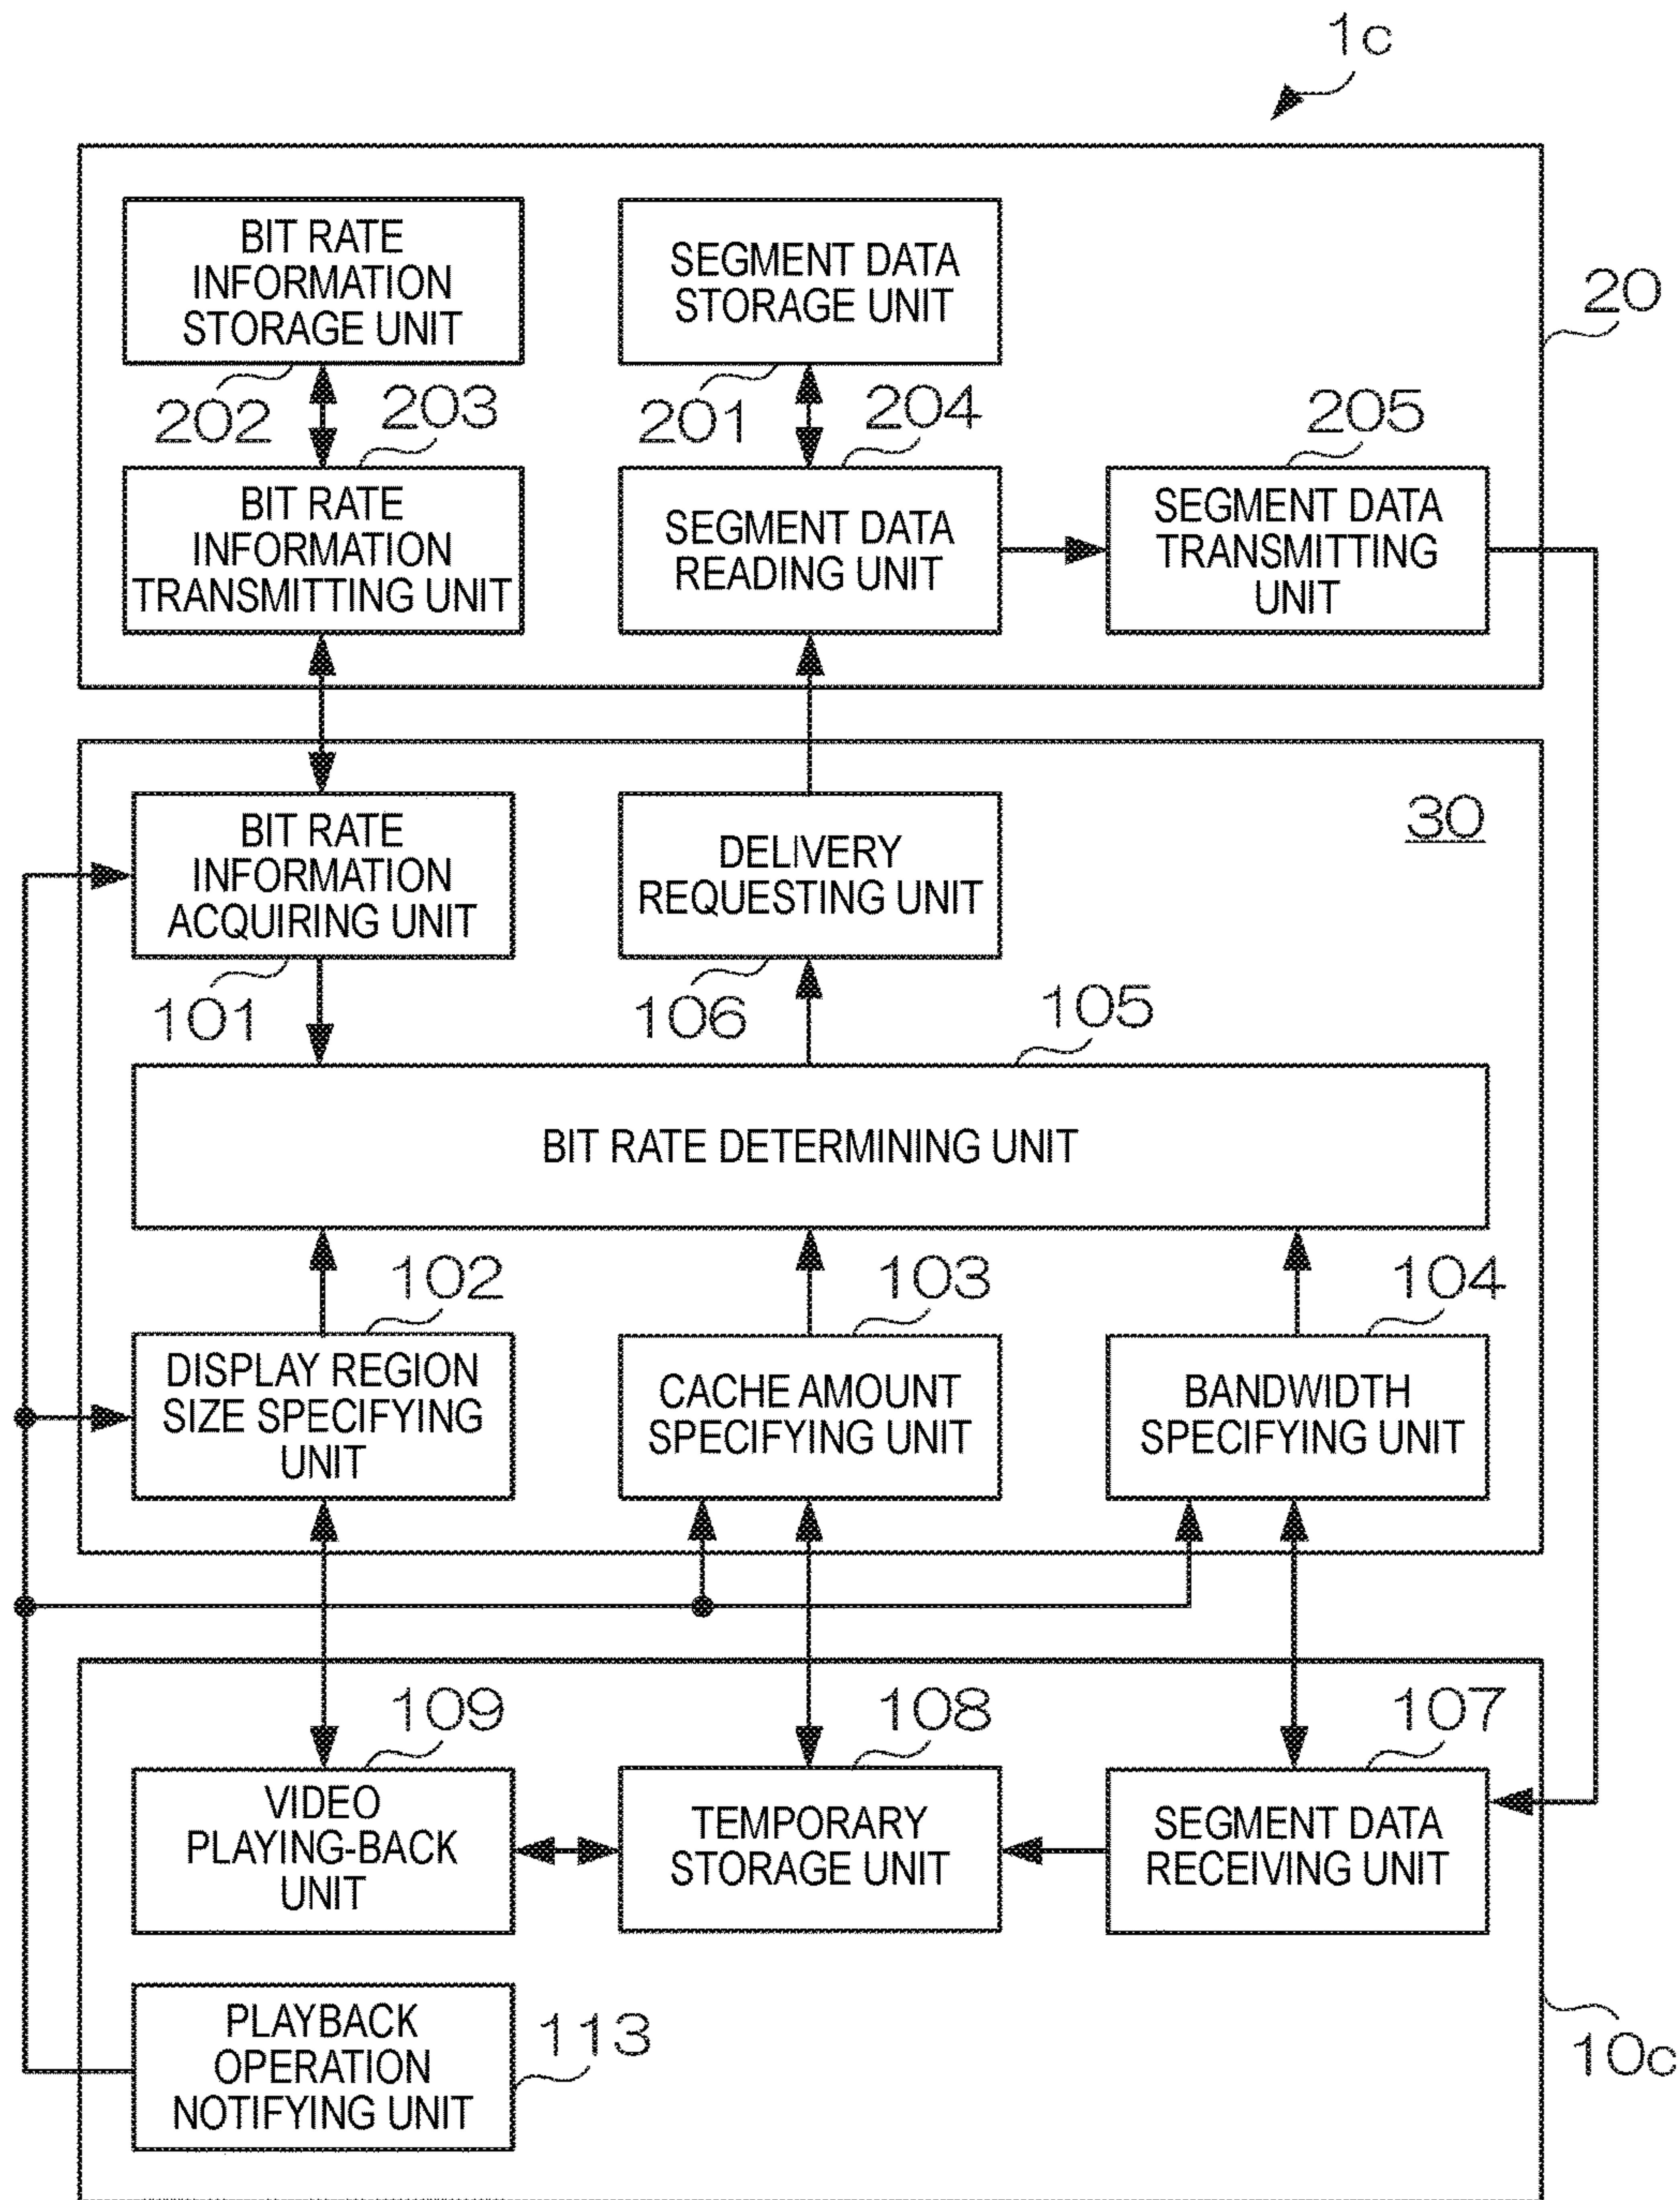 1c
BIT RATE
INFORMATION
STORAGE UNIT
SEGMENT DATA
STORAGE UNIT
20
202
203
201
204
205
BIT RATE
INFORMATION
TRANSMITTING UNIT
SEGMENT DATA
READING UNIT
SEGMENT DATA
TRANSMITTING
UNIT
BIT RATE
INFORMATION
ACQUIRING UNIT
DELIVERY
REQUESTING UNIT
30
101
106
105
BIT RATE DETERMINING UNIT
102
103
104
DISPLAY REGION
SIZE SPECIFYING
UNIT
CACHE AMOUNT
SPECIFYING UNIT
BANDWIDTH
SPECIFYING UNIT
109
108
107
VIDEO
PLAYING-BACK
UNIT
TEMPORARY
STORAGE UNIT
SEGMENT DATA
RECEIVING UNIT
PLAYBACK
OPERATION
NOTIFYING UNIT
113
10c